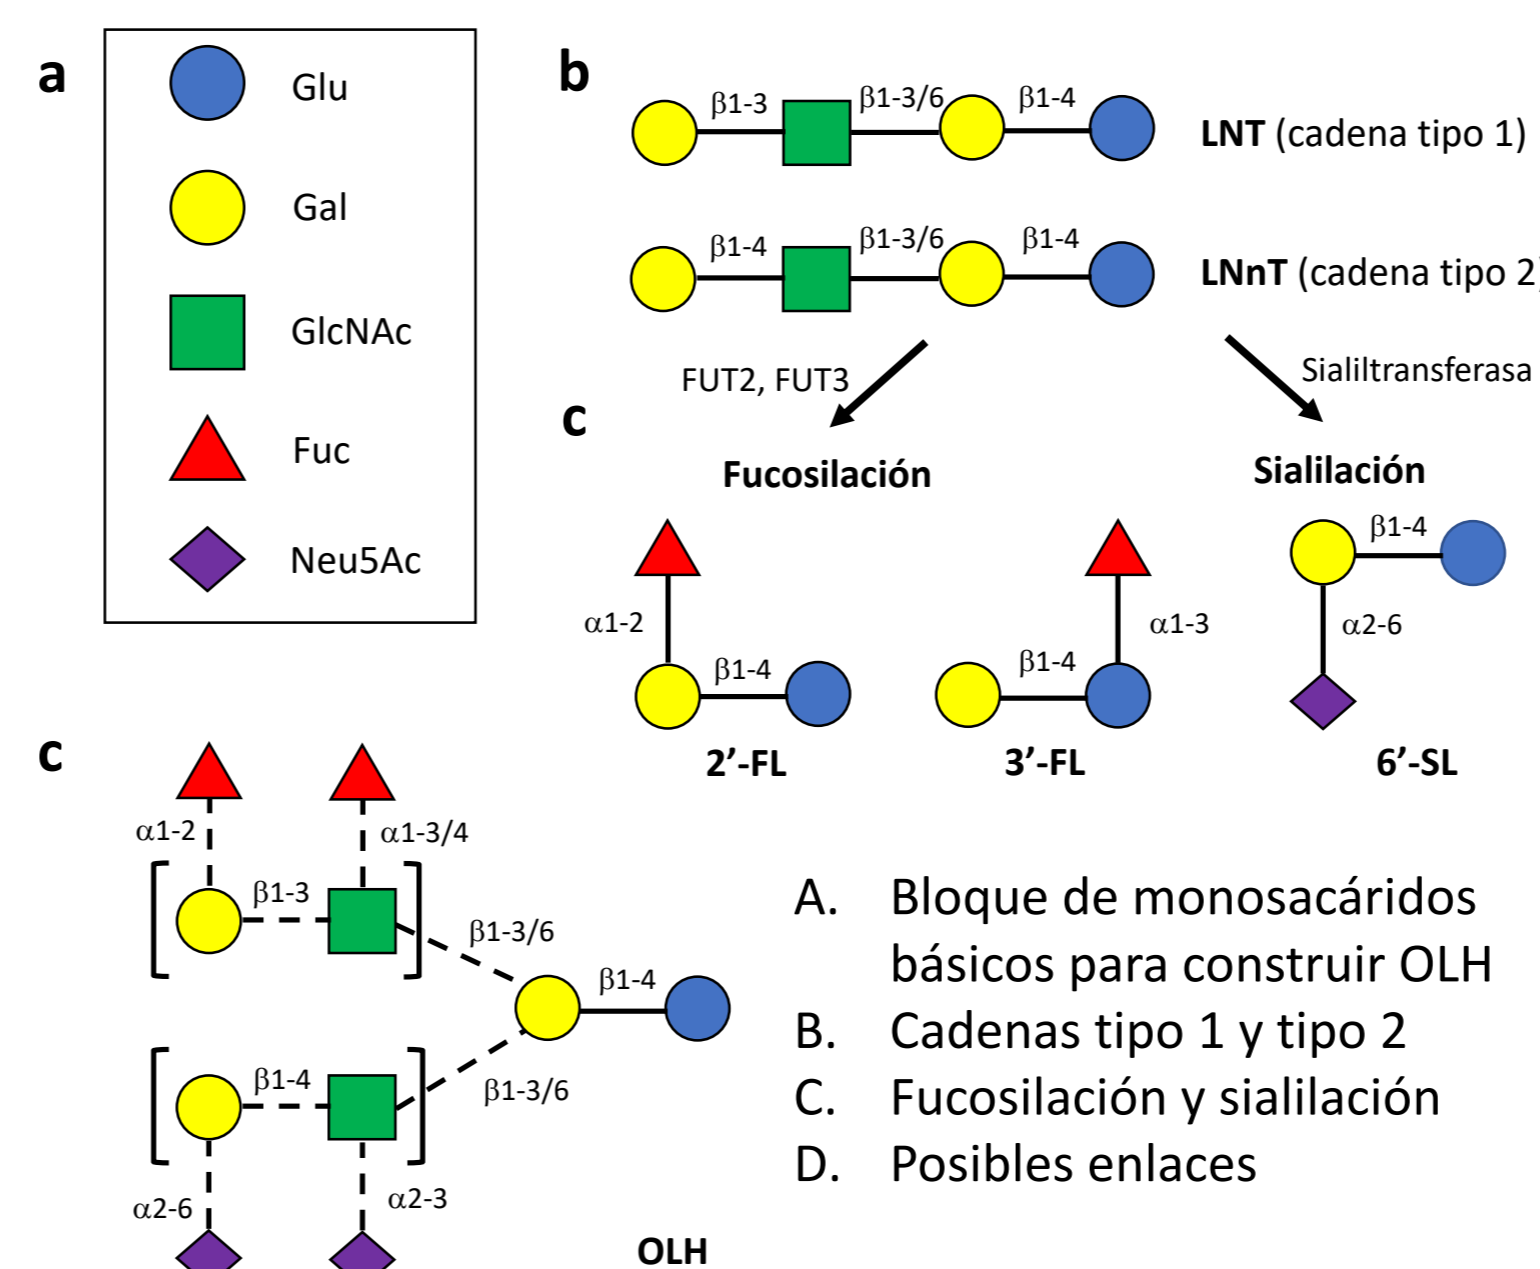 a
Glu
Gal
GlcNAc
Fuc
Neu5Ac
b
β1-3
β1-3/6
β1-4
LNT (cadena tipo 1)
β1-4
β1-3/6
β1-4
LNnT (cadena tipo 2)
FUT2, FUT3
Sialiltransferasa
c
Fucosilación
Sialilación
α1-2
β1-4
2’-FL
β1-4
α1-3
3’-FL
β1-4
α2-6
6’-SL
c
α1-2
α1-3/4
β1-3
β1-3/6
β1-4
β1-4
β1-3/6
α2-6
α2-3
OLH
A. Bloque de monosacáridos
básicos para construir OLH
B. Cadenas tipo 1 y tipo 2
C. Fucosilación y sialilación
D. Posibles enlaces